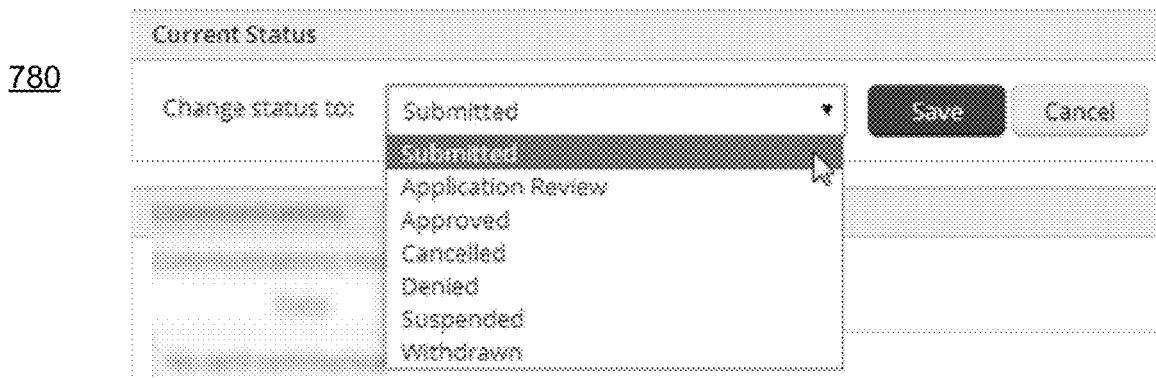 Current Status
780
Change status to: Submitted Save Cancel
Submitted
Application Review
Approved
Cancelled
Denied
Suspended
Withdrawn